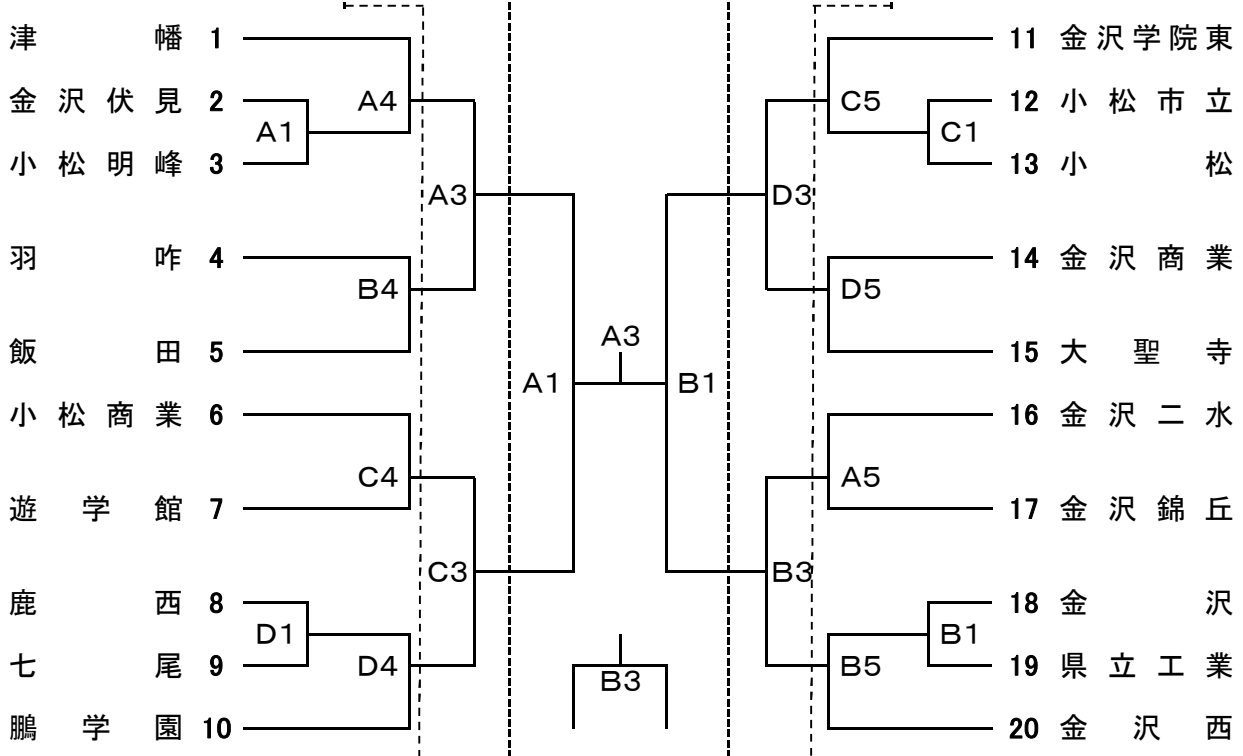 津幡 1
金沢伏見 2
小松明峰 3
羽咋 4
飯田 5
小松商業 6
遊学館 7
鹿西 8
七尾 9
鵬学園 10
A1
D1
A4
B4
C4
D4
A3
C3
A1
A3
B3
B1
D3
B3
C5
D5
A5
B5
C1
B1
11 金沢学院東
12 小松市立
13 小松
14 金沢商業
15 大聖寺
16 金沢二水
17 金沢錦丘
18 金沢
19 県立工業
20 金沢西